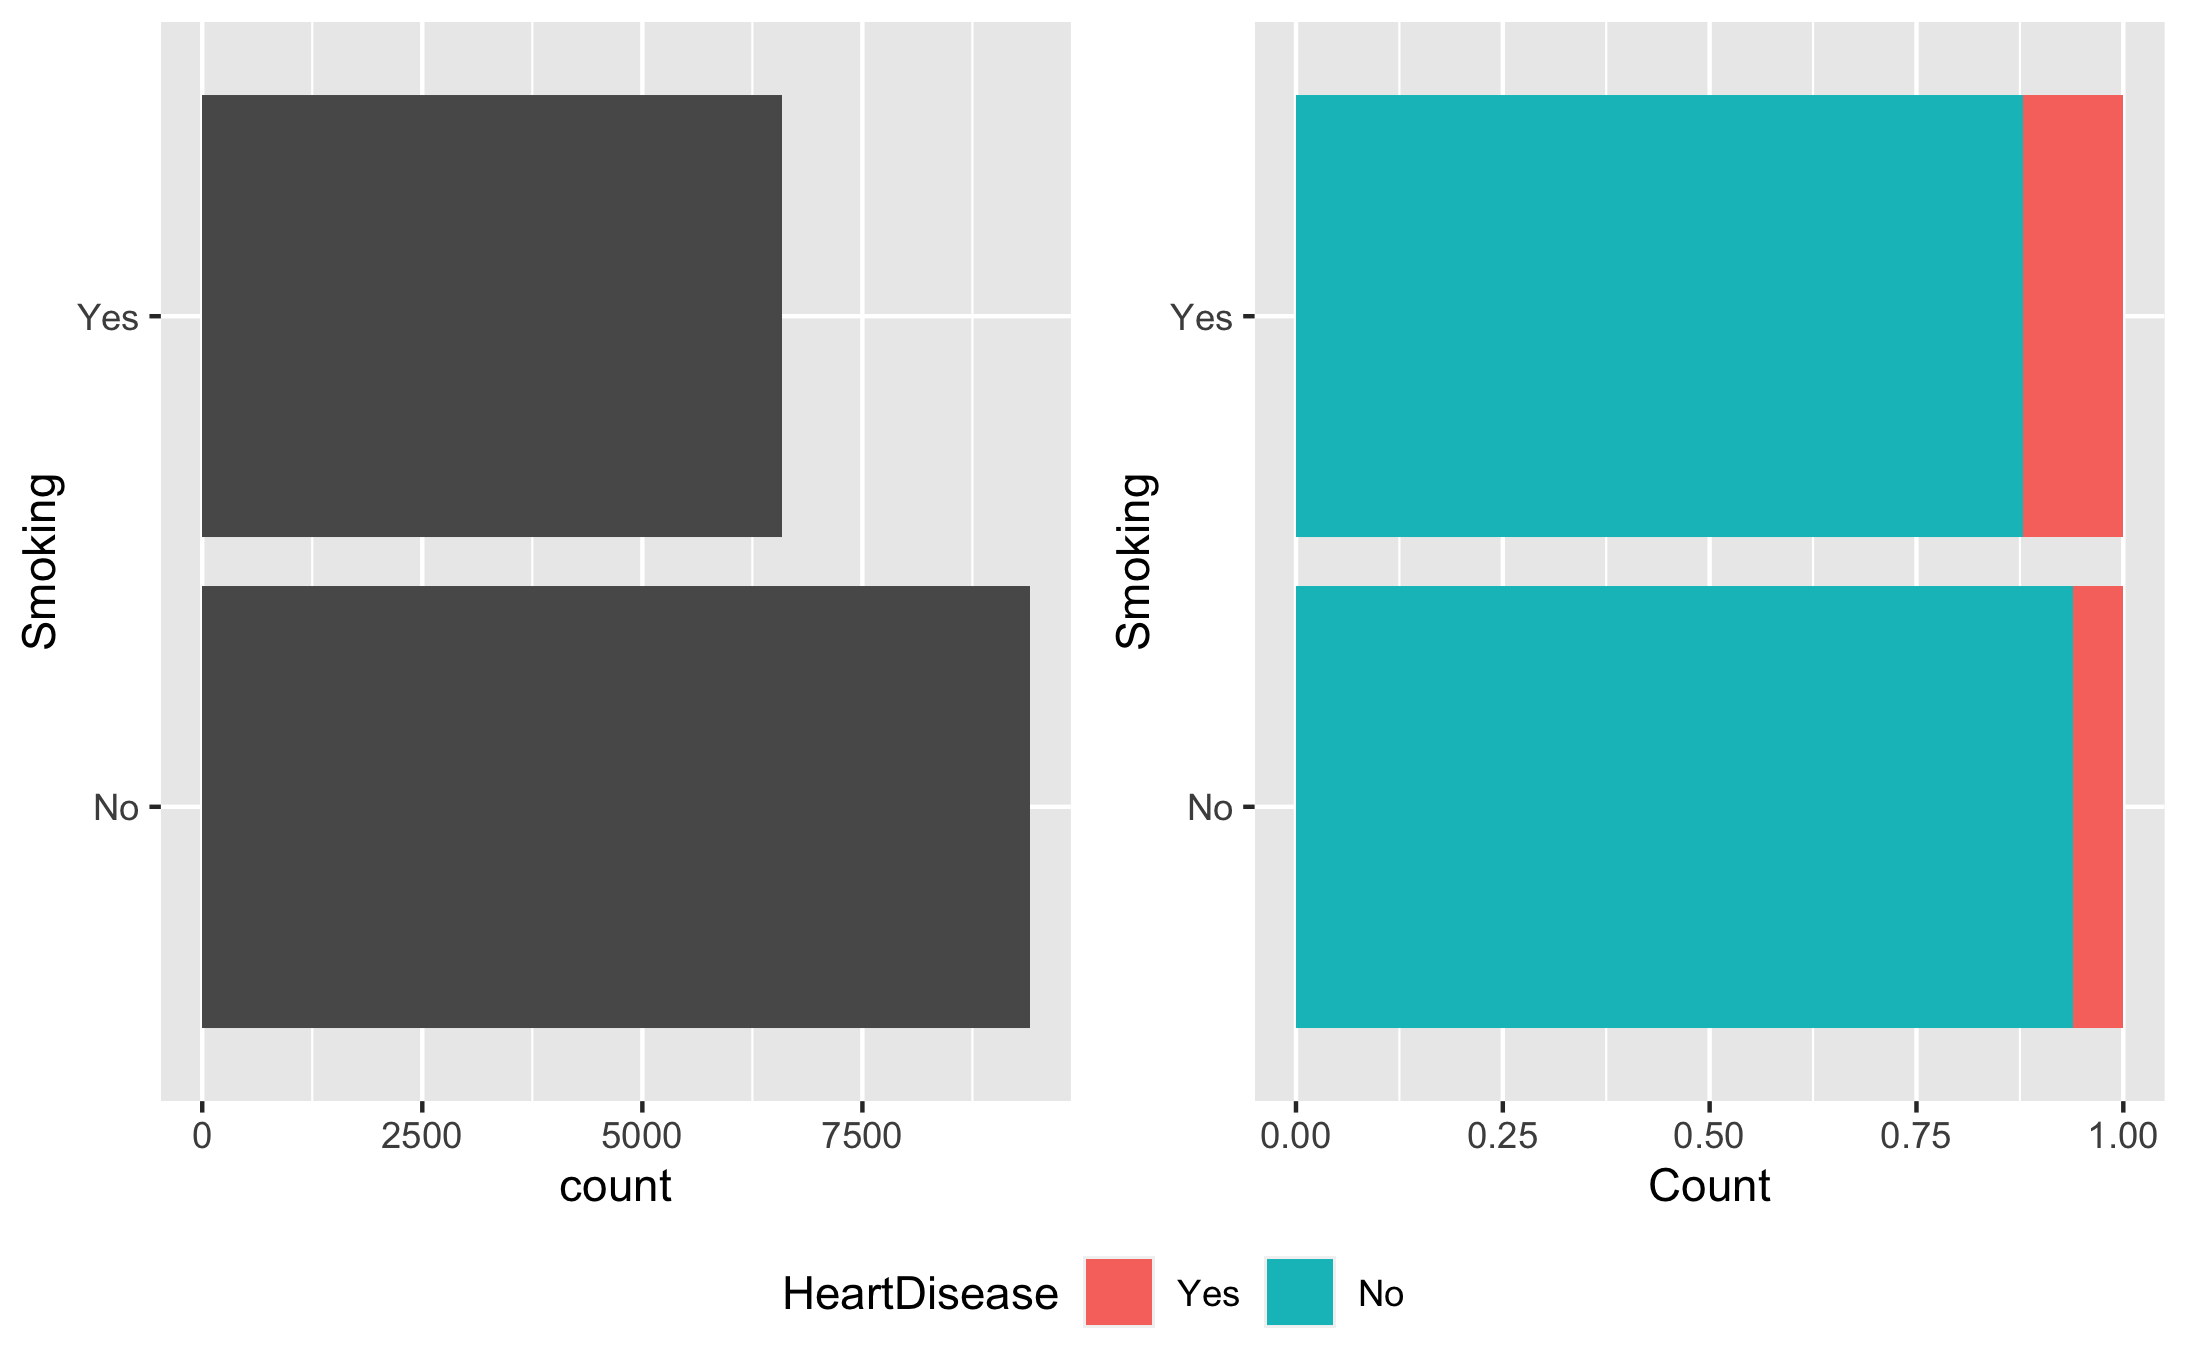 Smoking
Yes
No
0 2500 5000 7500
count
Smoking
Yes
No
0.00 0.25 0.50 0.75 1.00
Count
HeartDisease Yes No